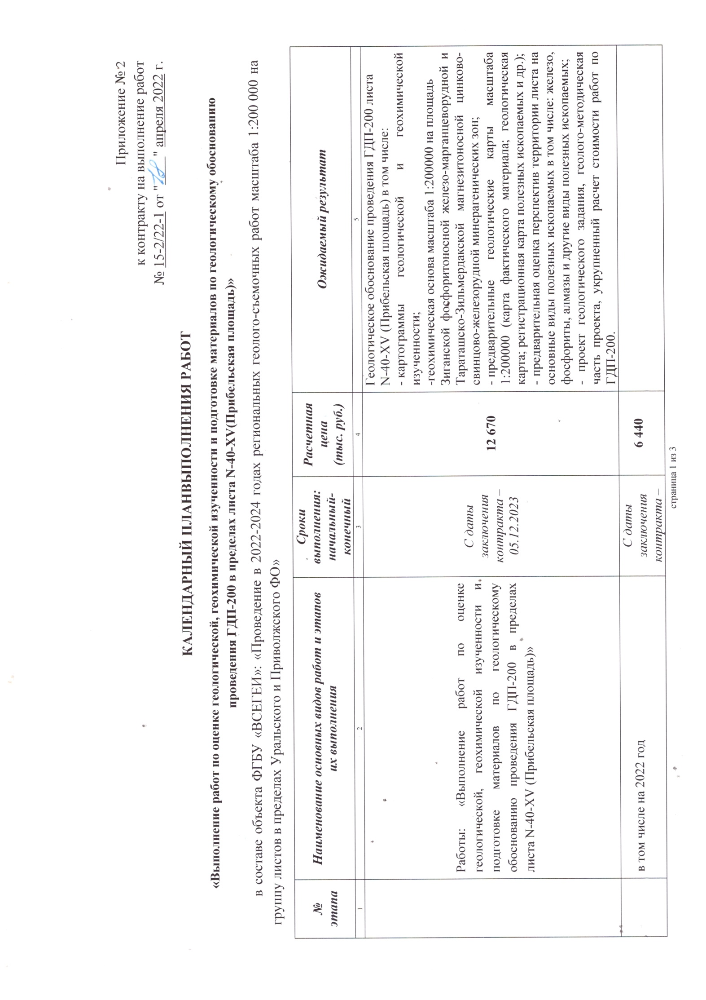 Приложение № 2
к контракту на выполнение работ
№ 15-2/22-1 от "18" апреля 2022 г.
КАЛЕНДАРНЫЙ ПЛАНВЫПОЛНЕНИЯ РАБОТ
«Выполнение работ по оценке геологической, геохимической изученности и подготовке материалов по геологическому обоснованию
проведения ГДП-200 в пределах листа N-40-XV(Прибельская площадь)»
в составе объекта ФГБУ «ВСЕГЕИ»: «Проведение в 2022-2024 годах региональных геолого-съемочных работ масштаба 1:200 000 на
группу листов в пределах Уральского и Приволжского ФО»
№
этапа
Наименование основных видов работ и этапов
их выполнения
Сроки
выполнения:
начальный-
конечный
Расчетная
цена
(тыс. руб.)
Ожидаемый результат
1
2
3
4
5
Работы: «Выполнение работ по оценке
геологической, геохимической изученности и
подготовке материалов по геологическому
обоснованию проведения ГДП-200 в пределах
листа N-40-XV (Прибельская площадь)»
С даты
заключения
контракта –
05.12.2023
12 670
Геологическое обоснование проведения ГДП-200 листа
N-40-XV (Прибельская площадь) в том числе:
- картограммы геологической и геохимической
изученности;
-геохимическая основа масштаба 1:200000 на площадь
Зиганской фосфоритоносной железо-марганцеворудной и
Тараташско-Зильмердакской магнезитоносной цинково-
свинцово-железорудной минерагенических зон;
- предварительные геологические карты масштаба
1:200000 (карта фактического материала; геологическая
карта; регистрационная карта полезных ископаемых и др.);
- предварительная оценка перспектив территории листа на
основные виды полезных ископаемых в том числе: железо,
фосфориты, алмазы и другие виды полезных ископаемых;
- проект геологического задания, геолого-методическая
часть проекта, укрупненный расчет стоимости работ по
ГДП-200.
в том числе на 2022 год
С даты
заключения
контракта –
6 440
страница 1 из 3